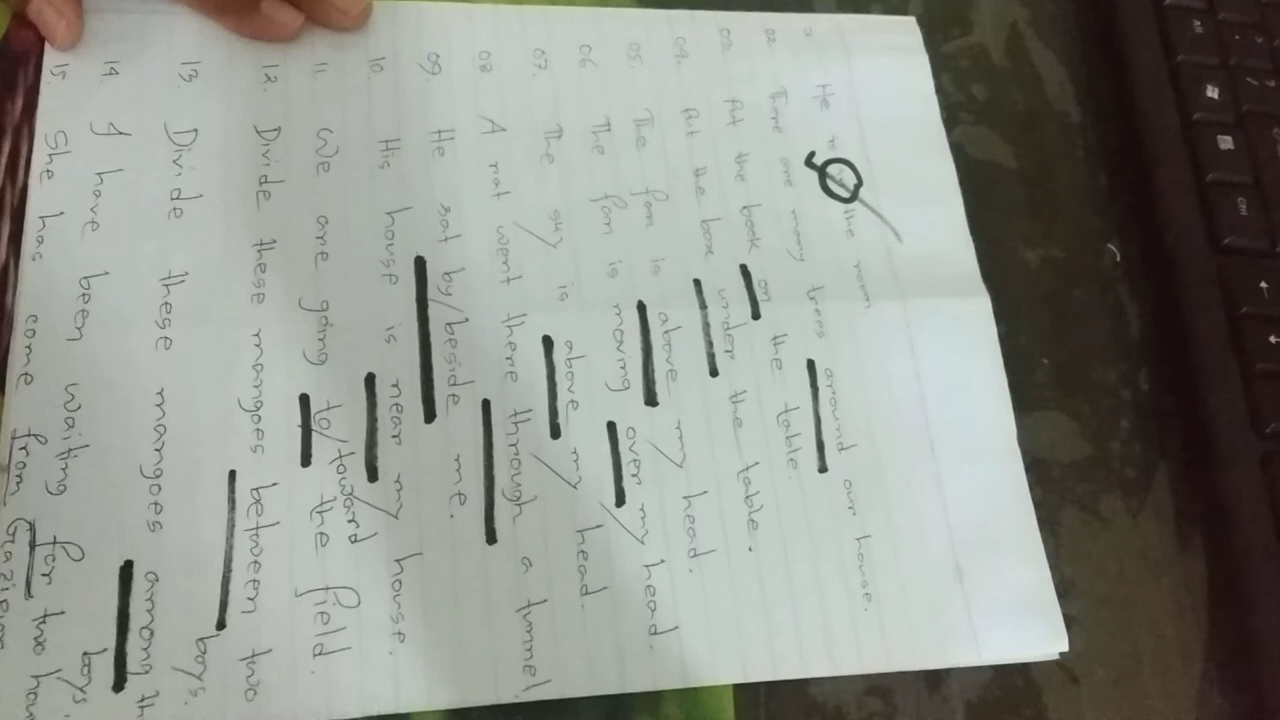 He is in the room
02. There are many trees around our house.
03. Put the book on the table.
04. Put the box under the table.
05. The fan is above my head.
06. The fan is moving over my head.
07. The sky is above my head.
08. A rat went there through a tunnel.
09. He sat by/beside me.
10. His house is near my house.
11. We are going to/toward the field.
12. Divide these mangoes between two
boys.
13. Divide these mangoes among th
boys.
14. I have been waiting for two hour
15. She has come from Gazipur